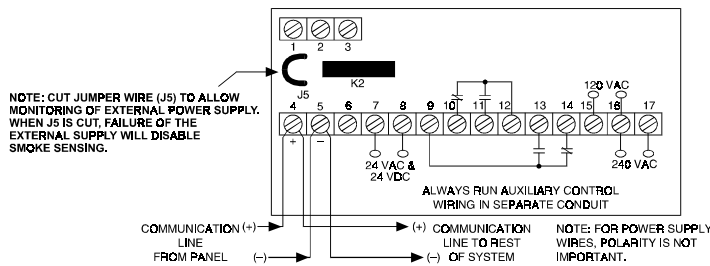 1 2 3
K2
J5
NOTE: CUT JUMPER WIRE (J5) TO ALLOW
MONITORING OF EXTERNAL POWER SUPPLY.
WHEN J5 IS CUT, FAILURE OF THE
EXTERNAL SUPPLY WILL DISABLE
SMOKE SENSING.
120 VAC
4 5 6 7 8 9 10 11 12 13 14 15 16 17
+ −
24 VAC &
24 VDC
240 VAC
ALWAYS RUN AUXILIARY CONTROL
WIRING IN SEPARATE CONDUIT
COMMUNICATION (+)
LINE
FROM PANEL (−)
(+) COMMUNICATION
LINE TO REST
(−) OF SYSTEM
NOTE: FOR POWER SUPPLY
WIRES, POLARITY IS NOT
IMPORTANT.